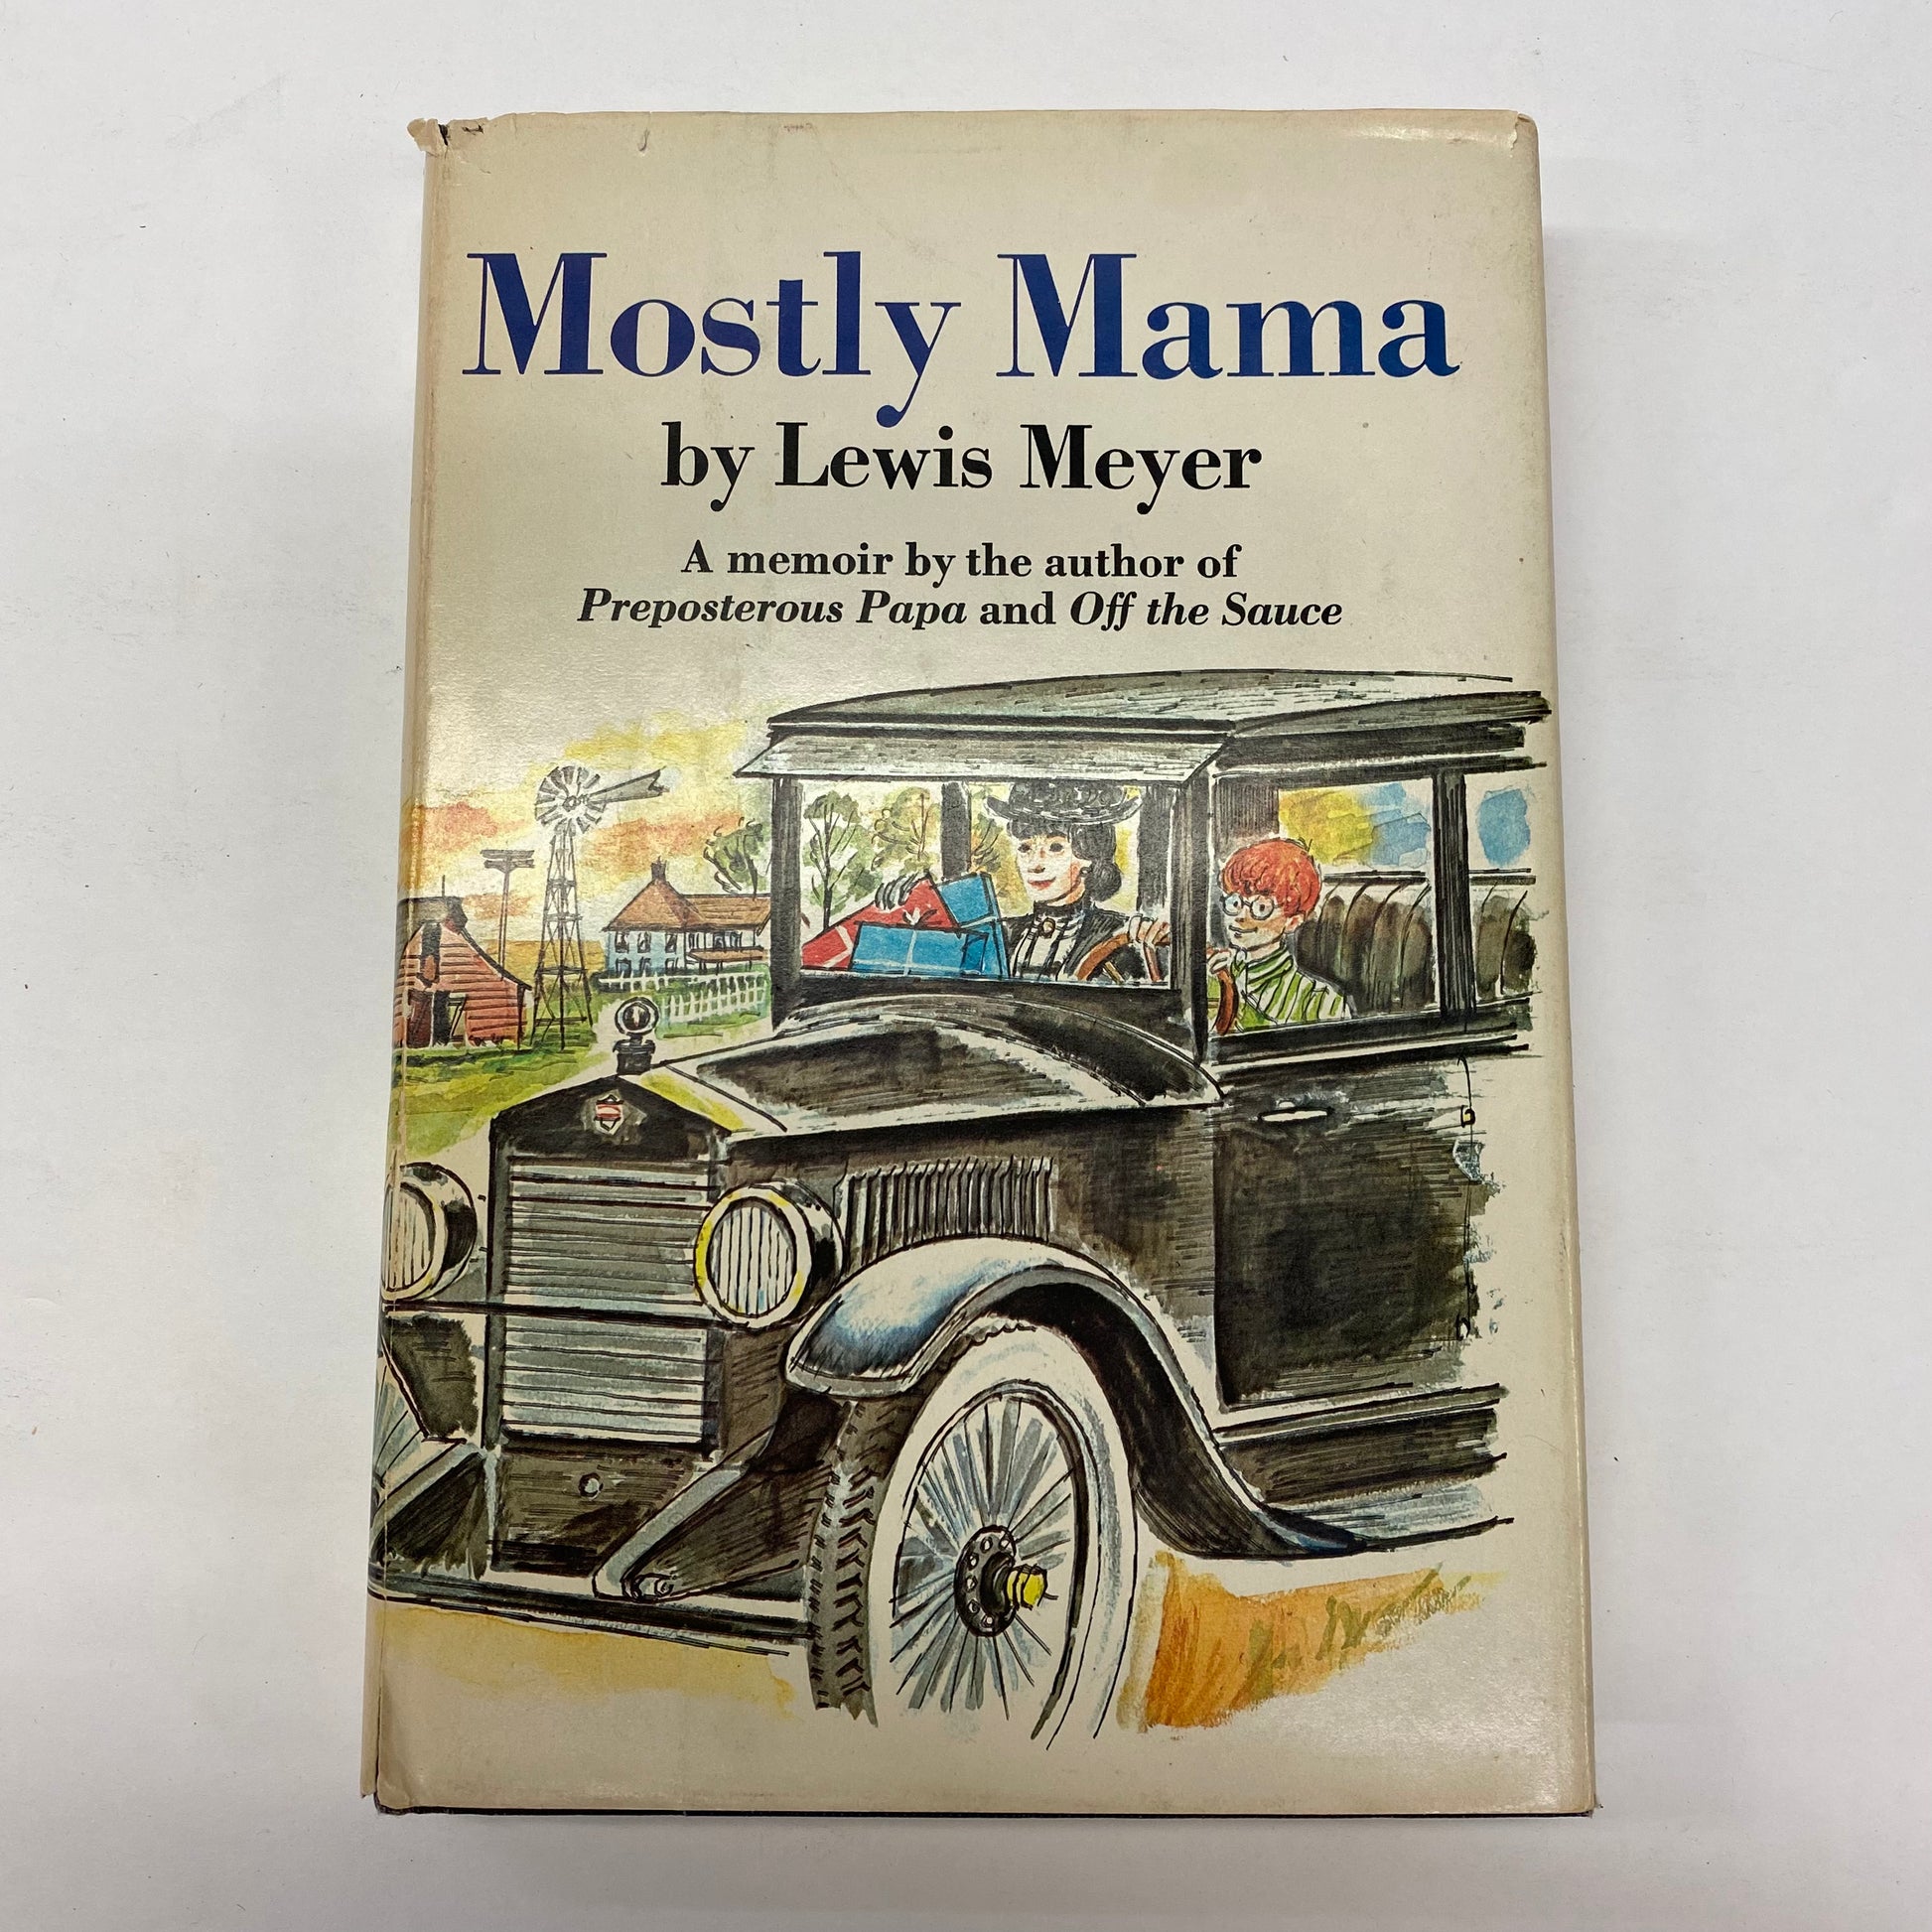 Mostly Mama
by Lewis Meyer
A memoir by the author of
Preposterous Papa and Off the Sauce